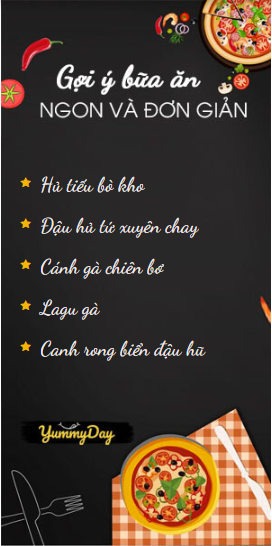 Gợi ý bữa ăn
NGON VÀ ĐƠN GIẢN
Hủ tiếu bò kho
Đậu hủ tứ xuyên chay
Cánh gà chiên bơ
Lagu gà
Canh rong biển đậu hũ
YummyDay